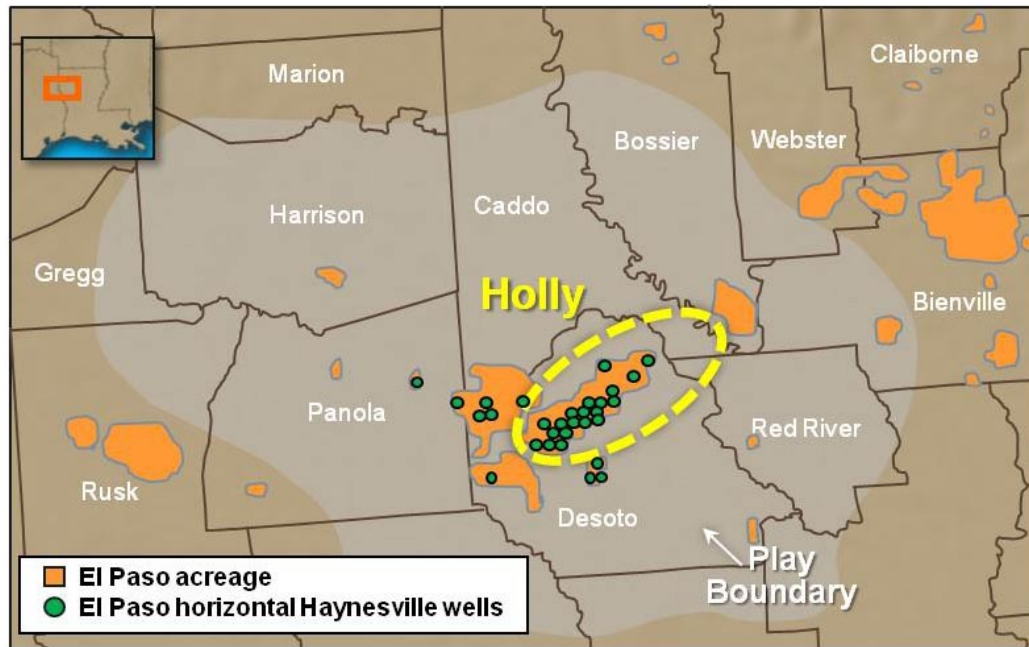 Claiborne
Marion
Bossier
Webster
Caddo
Harrison
Gregg
Holly
Bienville
Panola
Red River
Rusk
Desoto
Play
Boundary
El Paso acreage
El Paso horizontal Haynesville wells